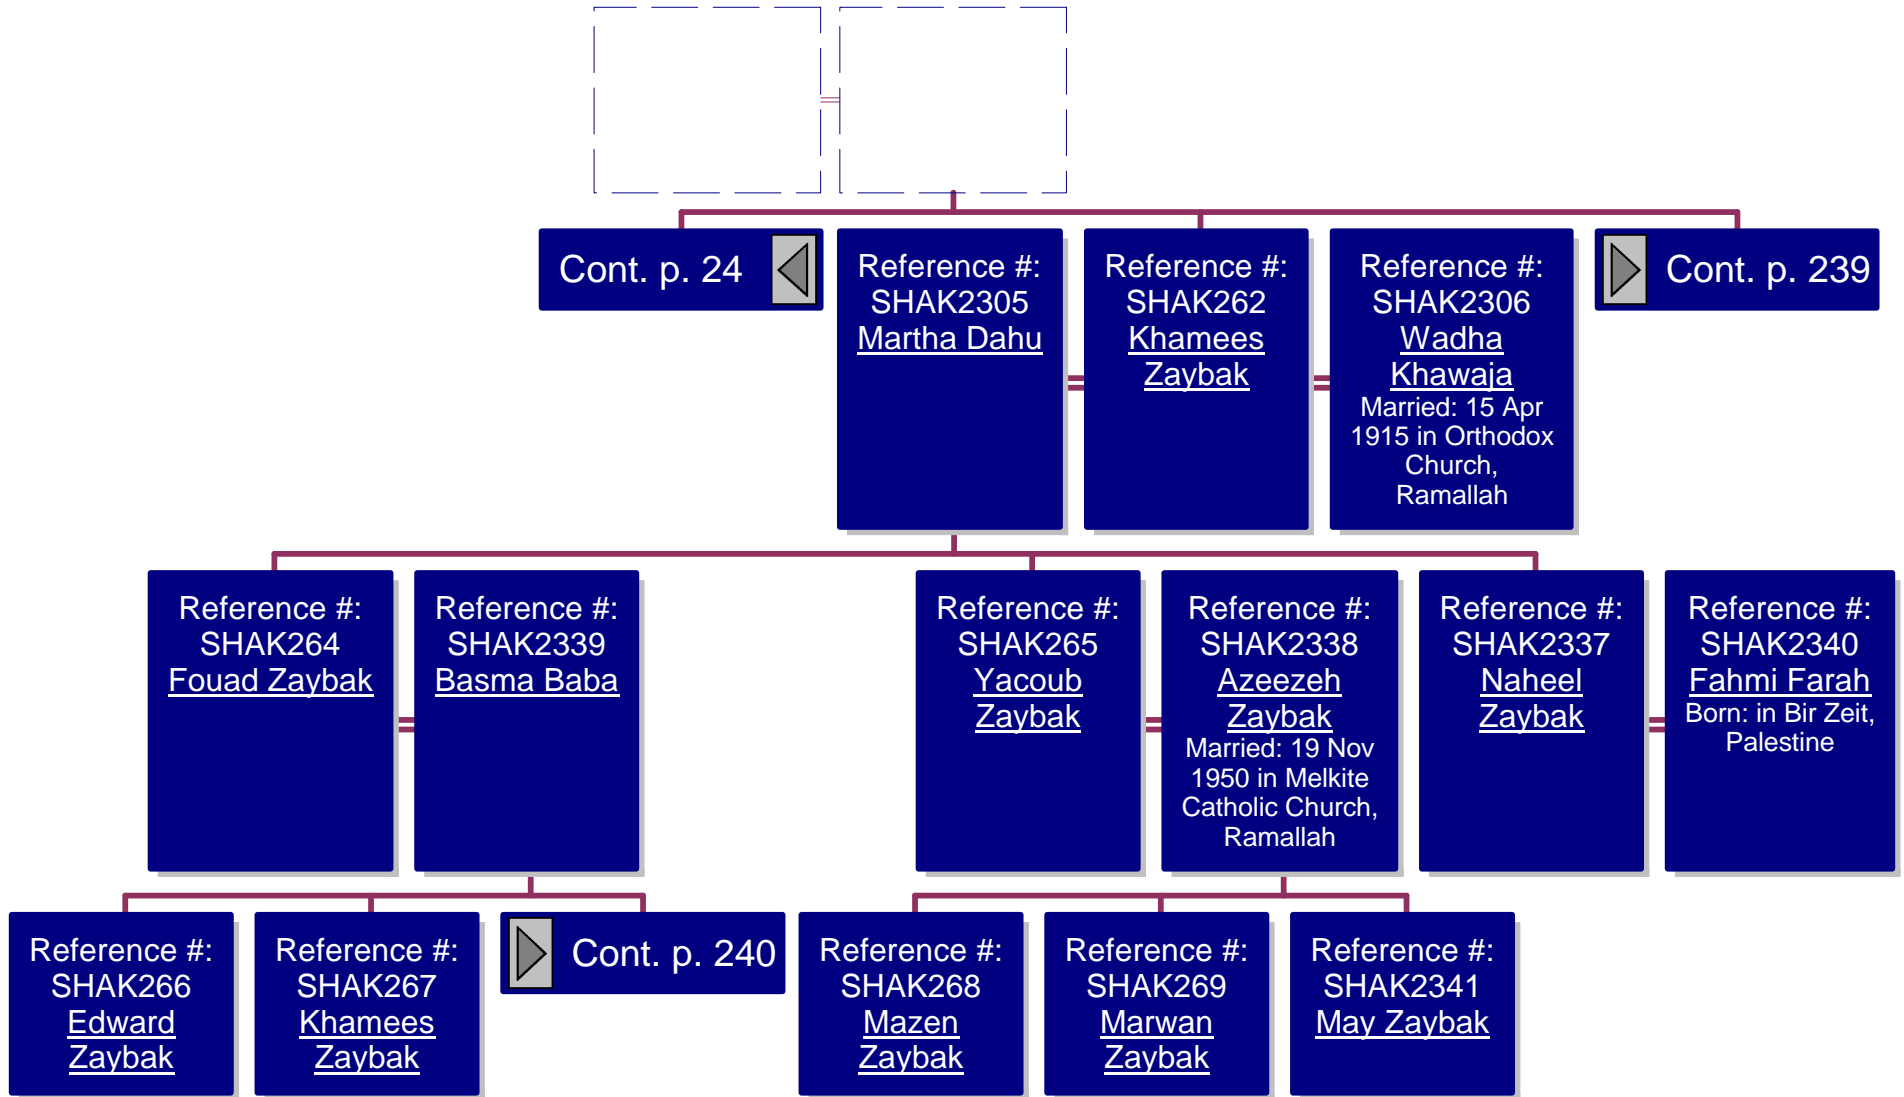 Cont. p. 24
Reference #:
SHAK2305
Martha Dahu
Reference #:
SHAK262
Khamees
Zaybak
Reference #:
SHAK2306
Wadha
Khawaja
Married: 15 Apr
1915 in Orthodox
Church,
Ramallah
Cont. p. 239
Reference #:
SHAK264
Fouad Zaybak
Reference #:
SHAK2339
Basma Baba
Reference #:
SHAK265
Yacoub
Zaybak
Reference #:
SHAK2338
Azeezeh
Zaybak
Married: 19 Nov
1950 in Melkite
Catholic Church,
Ramallah
Reference #:
SHAK2337
Naheel
Zaybak
Reference #:
SHAK2340
Fahmi Farah
Born: in Bir Zeit,
Palestine
Reference #:
SHAK266
Edward
Zaybak
Reference #:
SHAK267
Khamees
Zaybak
Cont. p. 240
Reference #:
SHAK268
Mazen
Zaybak
Reference #:
SHAK269
Marwan
Zaybak
Reference #:
SHAK2341
May Zaybak